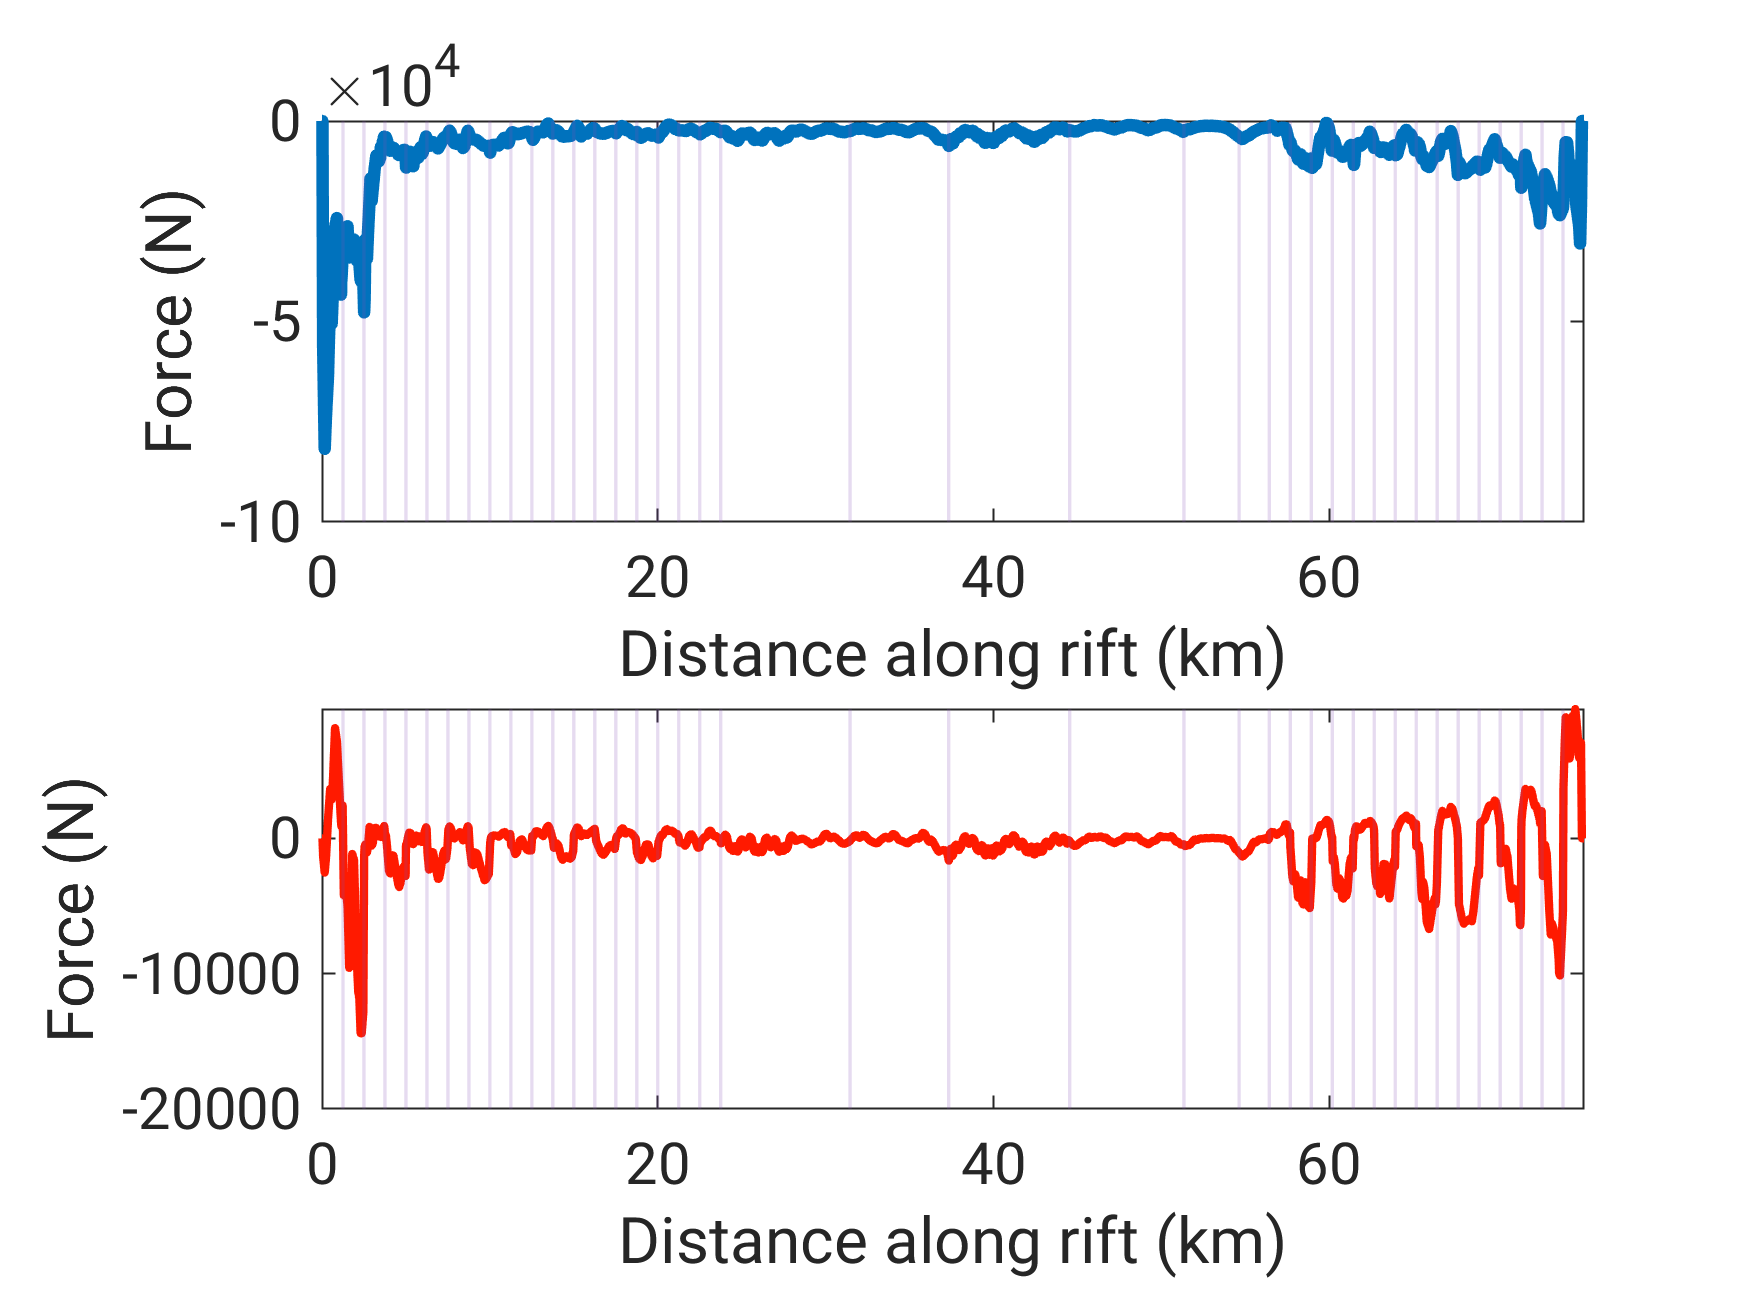 ×10⁴
0
-5
-10
Force (N)
0 20 40 60
Distance along rift (km)
0
-10000
-20000
Force (N)
0 20 40 60
Distance along rift (km)